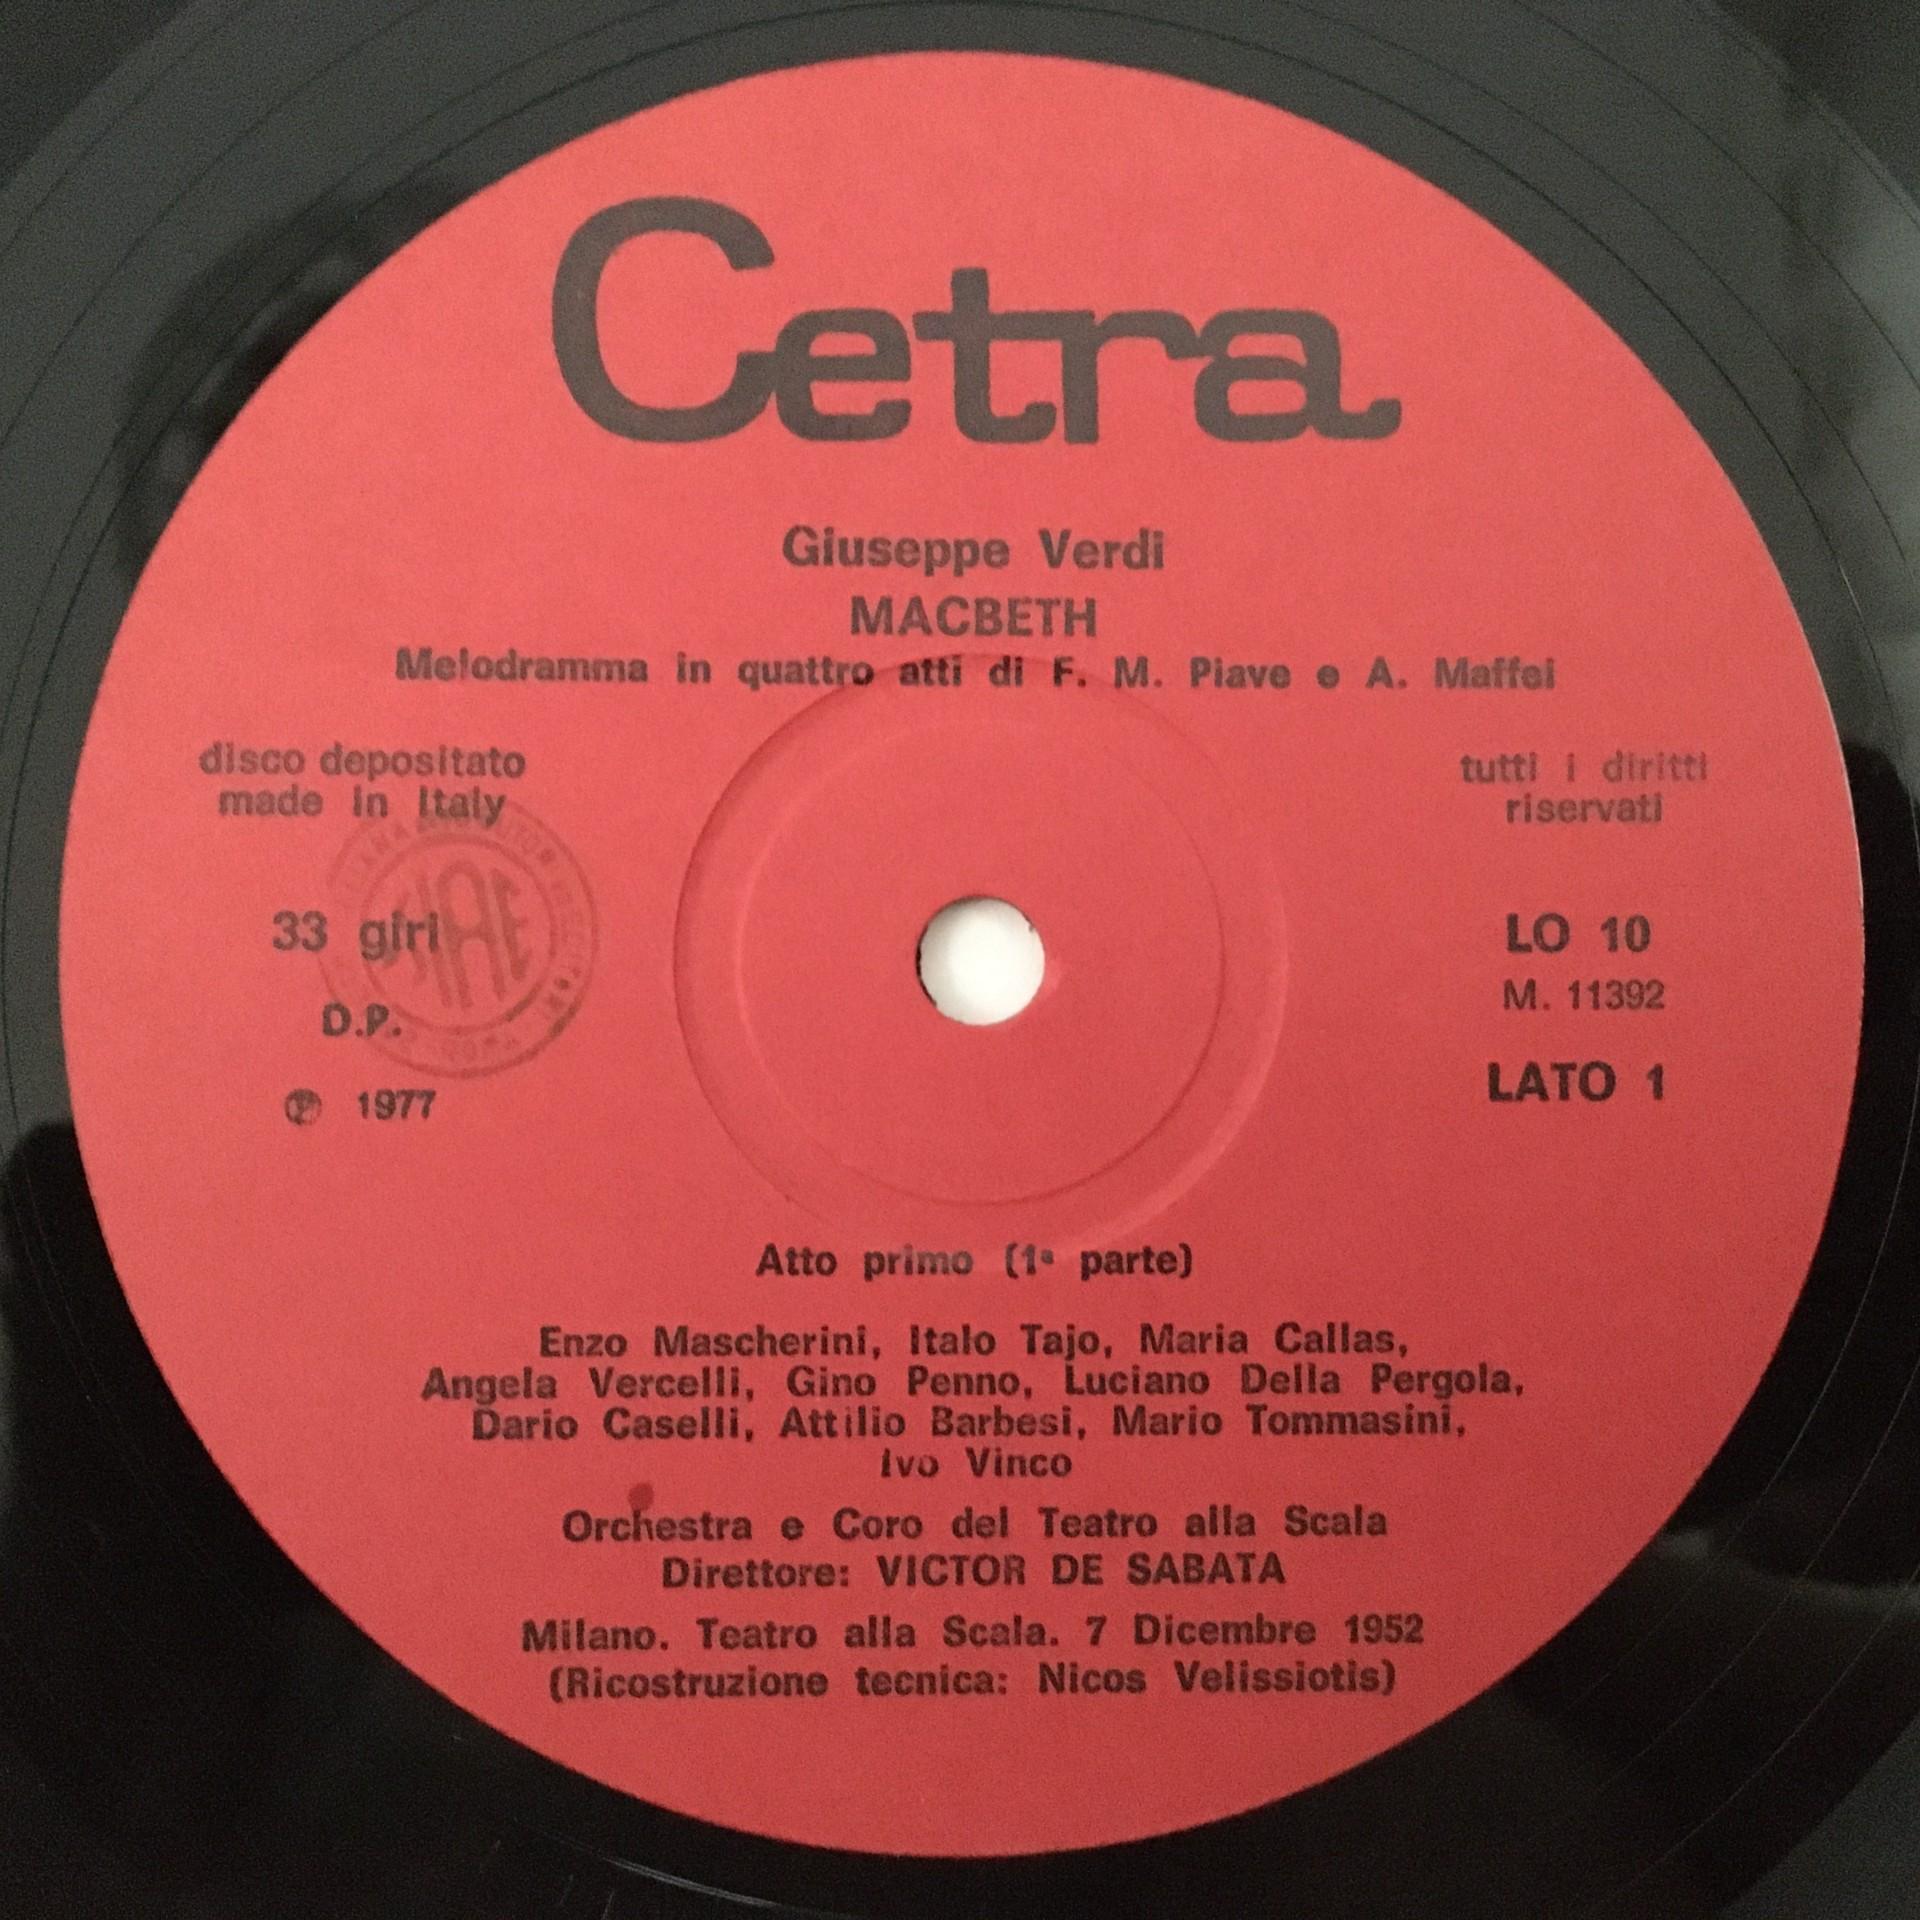 Cetra
Giuseppe Verdi
MACBETH
Melodramma in quattro atti di F. M. Piave e A. Maffei
disco depositato
made in Italy
tutti i diritti
riservati
33 giri
D.P.
℗ 1977
SIAE
ROMA
LO 10
M. 11392
LATO 1
Atto primo (1ª parte)
Enzo Mascherini, Italo Tajo, Maria Callas,
Angela Vercelli, Gino Penno, Luciano Della Pergola,
Dario Caselli, Attilio Barbesi, Mario Tommasini,
Ivo Vinco
Orchestra e Coro del Teatro alla Scala
Direttore: VICTOR DE SABATA
Milano. Teatro alla Scala. 7 Dicembre 1952
(Ricostruzione tecnica: Nicos Velissiotis)